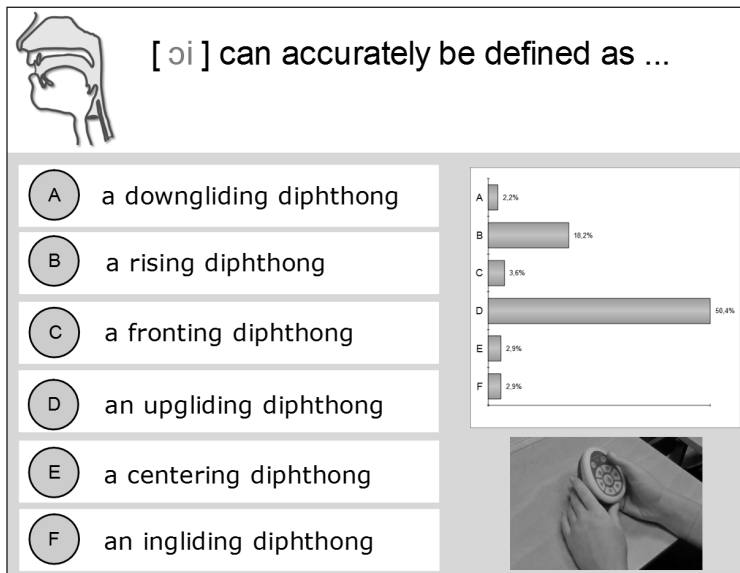 [ ɔi ] can accurately be defined as ...
A a downgliding diphthong
B a rising diphthong
C a fronting diphthong
D an upgliding diphthong
E a centering diphthong
F an ingliding diphthong
A 2,2%
B 18,2%
C 3,6%
D 50,4%
E 2,9%
F 2,9%